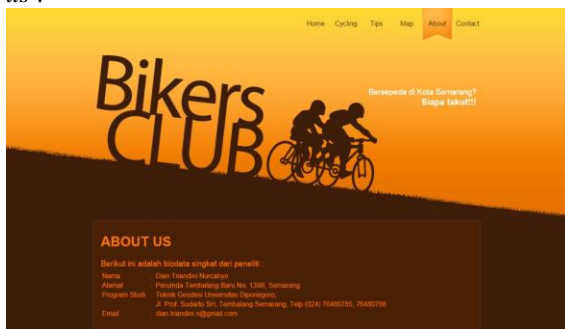 us :
Home Cycling Tips Map About Contact
Bikers
CLUB
Bersepeda di Kota Semarang?
Siapa takut!!!
ABOUT US
Berikut ini adalah biodata singkat dari peneliti :
Nama : Dian Triandini Nurcahyo
Alamat : Perumda Tembalang Baru No. 139B, Semarang
Program Studi : Teknik Geodesi Universitas Diponegoro,
Jl. Prof. Sudarto SH, Tembalang Semarang, Telp (024) 76480785, 76480788
Email : dian.triandini.n@gmail.com